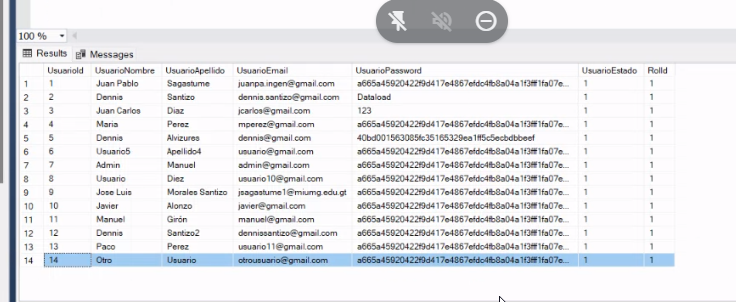 100 %
Results Messages
UsuarioId UsuarioNombre UsuarioApellido UsuarioEmail UsuarioPassword UsuarioEstado RolId
1 1 Juan Pablo Sagastume juanpa.ingen@gmail.com a665a45920422f9d417e4867efdc4fb8a04a1f3fff1fa07e... 1 1
2 2 Dennis Santizo dennis.santizo@gmail.com Dataload 1 1
3 3 Juan Carlos Diaz jcarlos@gmail.com 123 1 1
4 4 Maria Perez mperez@gmail.com a665a45920422f9d417e4867efdc4fb8a04a1f3fff1fa07e... 1 1
5 5 Dennis Alvizures dennis@gmail.com 40bd001563085fc35165329ea1ff5c5ecbdbbeef 1 1
6 6 Usuario5 Apellido4 usuario@gmail.com a665a45920422f9d417e4867efdc4fb8a04a1f3fff1fa07e... 1 1
7 7 Admin Manuel admin@gmail.com a665a45920422f9d417e4867efdc4fb8a04a1f3fff1fa07e... 1 1
8 8 Usuario Diez usuario10@gmail.com a665a45920422f9d417e4867efdc4fb8a04a1f3fff1fa07e... 1 1
9 9 Jose Luis Morales Santizo jsagastume1@miumg.edu.gt a665a45920422f9d417e4867efdc4fb8a04a1f3fff1fa07e... 1 1
10 10 Javier Alonzo javier@gmail.com a665a45920422f9d417e4867efdc4fb8a04a1f3fff1fa07e... 1 1
11 11 Manuel Girón manuel@gmail.com a665a45920422f9d417e4867efdc4fb8a04a1f3fff1fa07e... 1 1
12 12 Dennis Santizo2 dennissantizo@gmail.com a665a45920422f9d417e4867efdc4fb8a04a1f3fff1fa07e... 1 1
13 13 Paco Perez usuario11@gmail.com a665a45920422f9d417e4867efdc4fb8a04a1f3fff1fa07e... 1 1
14 14 Otro Usuario otrousuario@gmail.com a665a45920422f9d417e4867efdc4fb8a04a1f3fff1fa07e... 1 1